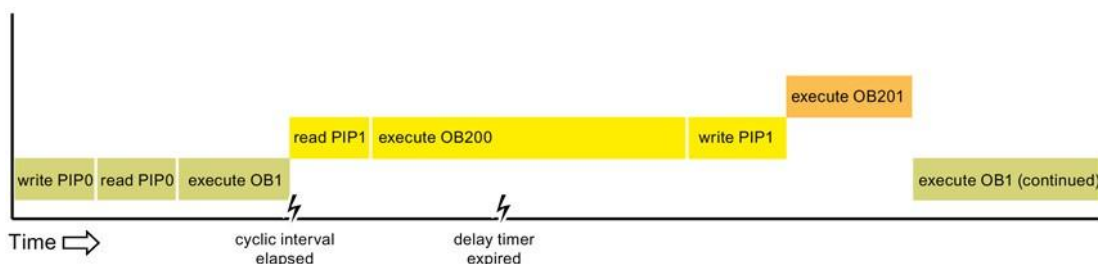 execute OB201
read PIP1
execute OB200
write PIP1
write PIP0
read PIP0
execute OB1
execute OB1 (continued)
Time
cyclic interval
elapsed
delay timer
expired